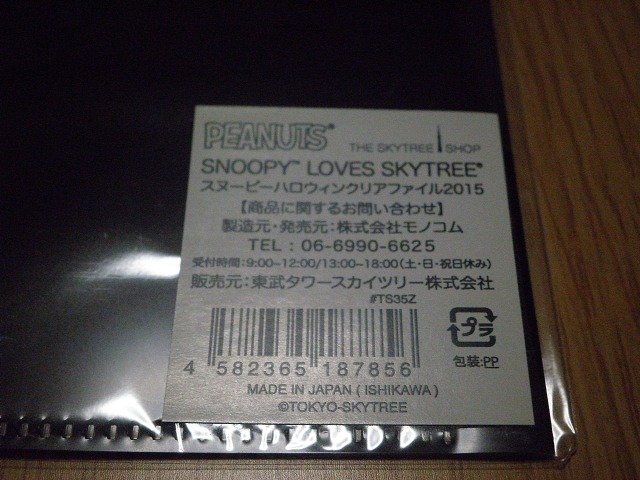 PEANUTS®
THE SKYTREE SHOP
SNOOPY™ LOVES SKYTREE®
スヌーピーハロウィンクリアファイル2015
【商品に関するお問い合わせ】
製造元・発売元:株式会社モノコム
TEL : 06-6990-6625
受付時間:9:00~12:00/13:00~18:00(土・日・祝日休み)
販売元:東武タワースカイツリー株式会社
#TS35Z
プラ
4 582365 187856
包装:PP
MADE IN JAPAN ( ISHIKAWA )
©TOKYO-SKYTREE